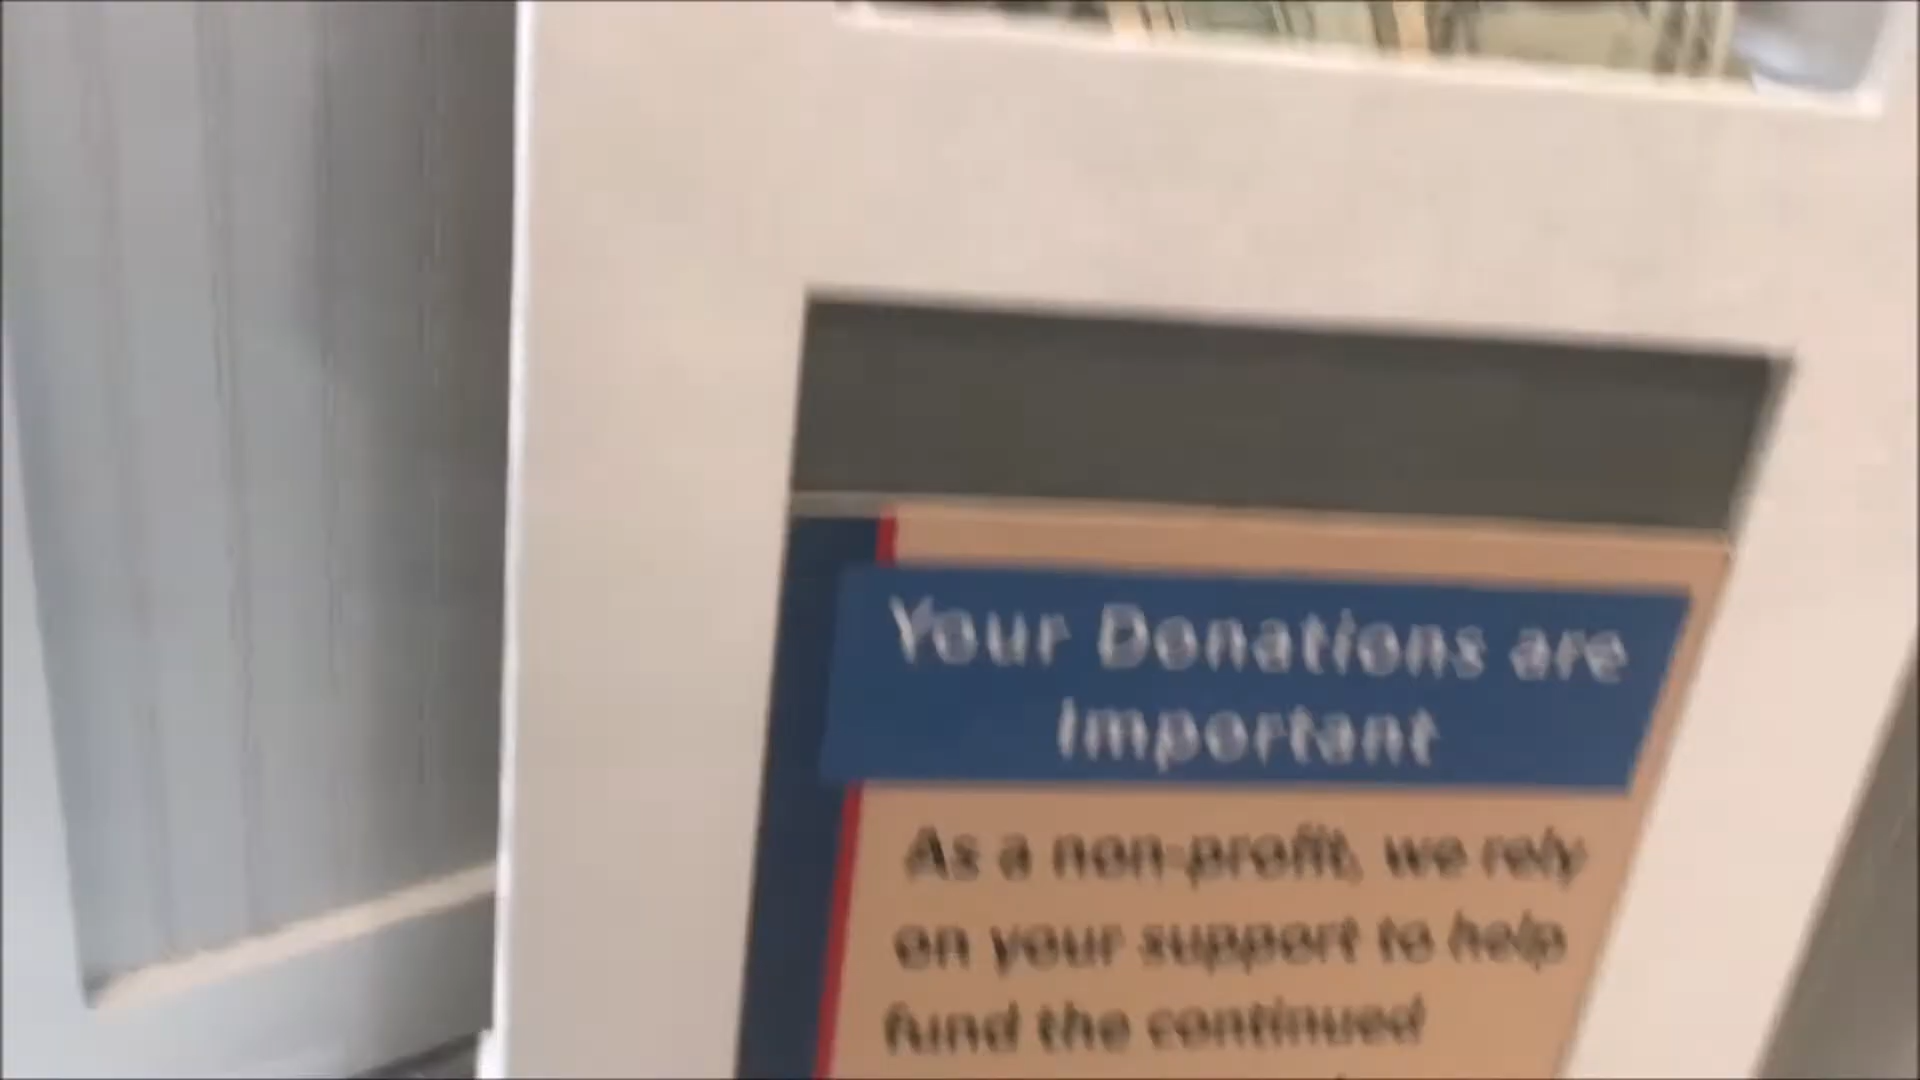 Your Donations are
Important
As a non-profit, we rely
on your support to help
fund the continued